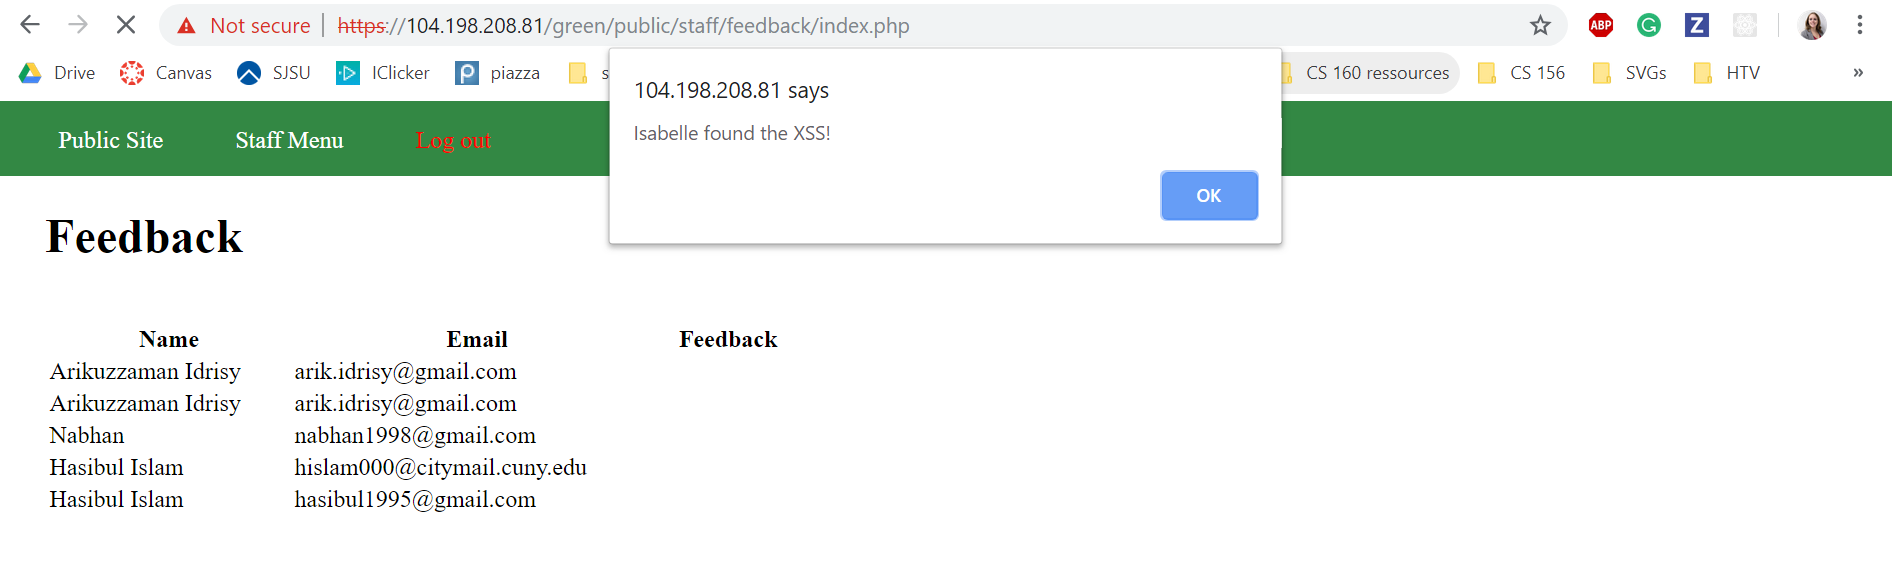 Not secure | https://104.198.208.81/green/public/staff/feedback/index.php ABP G Z
Drive Canvas SJSU IClicker piazza s CS 160 ressources CS 156 SVGs HTV »
104.198.208.81 says
Isabelle found the XSS!
OK
Public Site Staff Menu Log out
Feedback
Name Email Feedback
Arikuzzaman Idrisy arik.idrisy@gmail.com
Arikuzzaman Idrisy arik.idrisy@gmail.com
Nabhan nabhan1998@gmail.com
Hasibul Islam hislam000@citymail.cuny.edu
Hasibul Islam hasibul1995@gmail.com